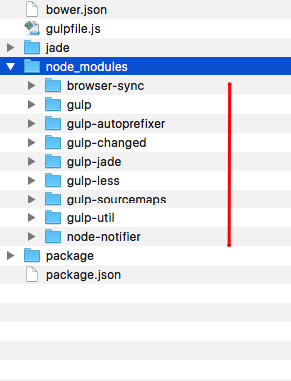 bower.json
gulpfile.js
jade
node_modules
browser-sync
gulp
gulp-autoprefixer
gulp-changed
gulp-jade
gulp-less
gulp-sourcemaps
gulp-util
node-notifier
package
package.json